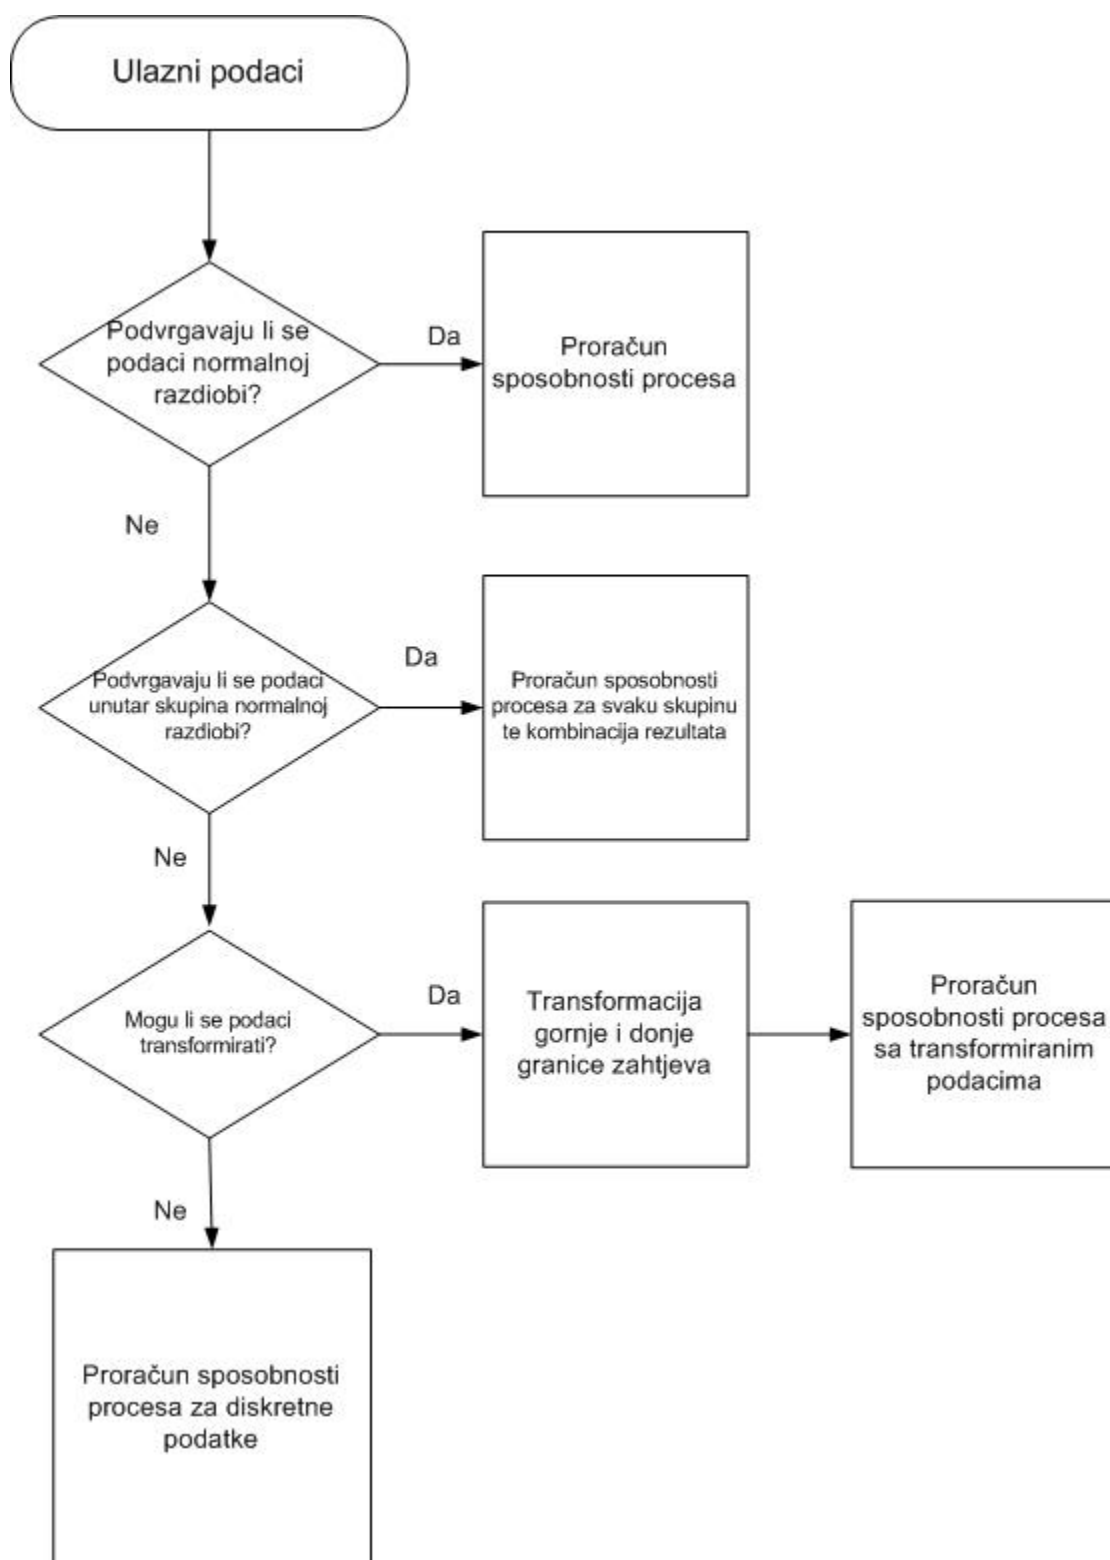 Ulazni podaci
Podvrgavaju li se
podaci normalnoj
razdiobi?
Da
Proračun
sposobnosti procesa
Ne
Podvrgavaju li se podaci
unutar skupina normalnoj
razdiobi?
Da
Proračun sposobnosti
procesa za svaku skupinu
te kombinacija rezultata
Ne
Mogu li se podaci
transformirati?
Da
Transformacija
gornje i donje
granice zahtjeva
Proračun
sposobnosti procesa
sa transformiranim
podacima
Ne
Proračun sposobnosti
procesa za diskretne
podatke